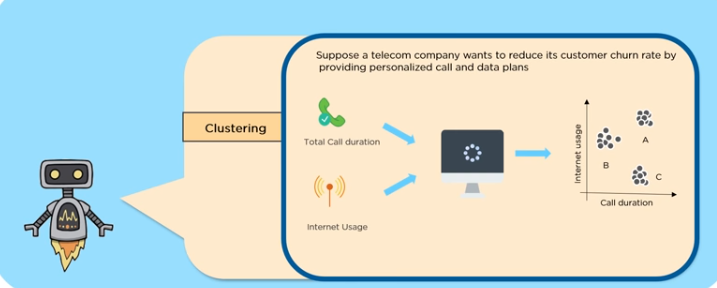 Suppose a telecom company wants to reduce its customer churn rate by
providing personalized call and data plans
Clustering
Total Call duration
Internet Usage
Internet usage
A
B
C
Call duration